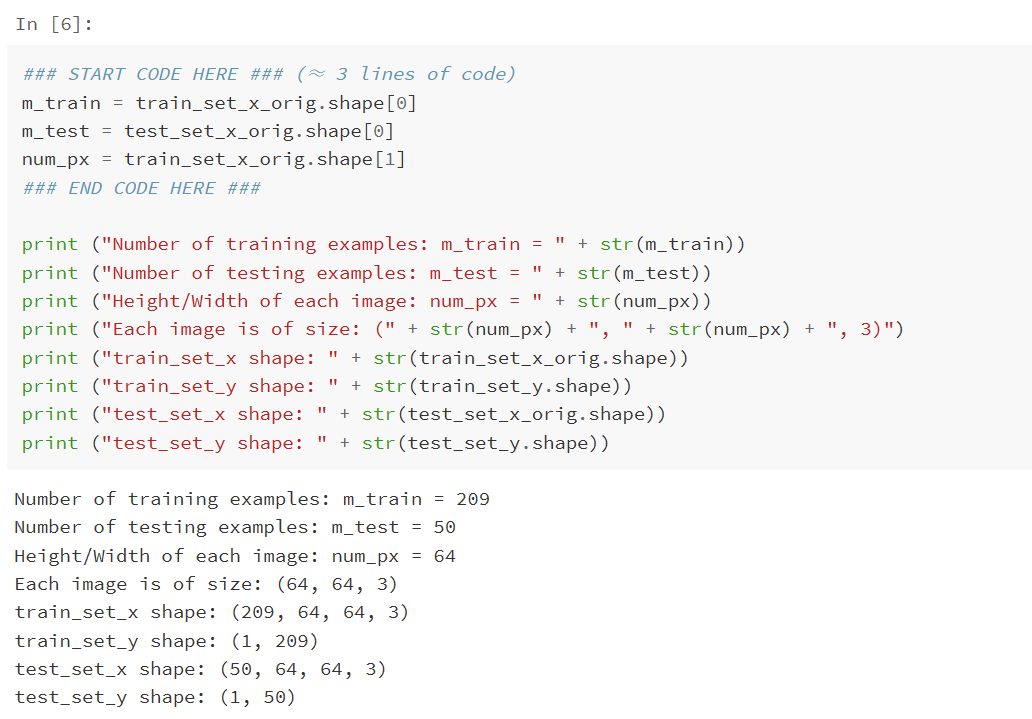 In [6]:
### START CODE HERE ### (≈ 3 lines of code)
m_train = train_set_x_orig.shape[0]
m_test = test_set_x_orig.shape[0]
num_px = train_set_x_orig.shape[1]
### END CODE HERE ###
print ("Number of training examples: m_train = " + str(m_train))
print ("Number of testing examples: m_test = " + str(m_test))
print ("Height/Width of each image: num_px = " + str(num_px))
print ("Each image is of size: (" + str(num_px) + ", " + str(num_px) + ", 3)")
print ("train_set_x shape: " + str(train_set_x_orig.shape))
print ("train_set_y shape: " + str(train_set_y.shape))
print ("test_set_x shape: " + str(test_set_x_orig.shape))
print ("test_set_y shape: " + str(test_set_y.shape))
Number of training examples: m_train = 209
Number of testing examples: m_test = 50
Height/Width of each image: num_px = 64
Each image is of size: (64, 64, 3)
train_set_x shape: (209, 64, 64, 3)
train_set_y shape: (1, 209)
test_set_x shape: (50, 64, 64, 3)
test_set_y shape: (1, 50)